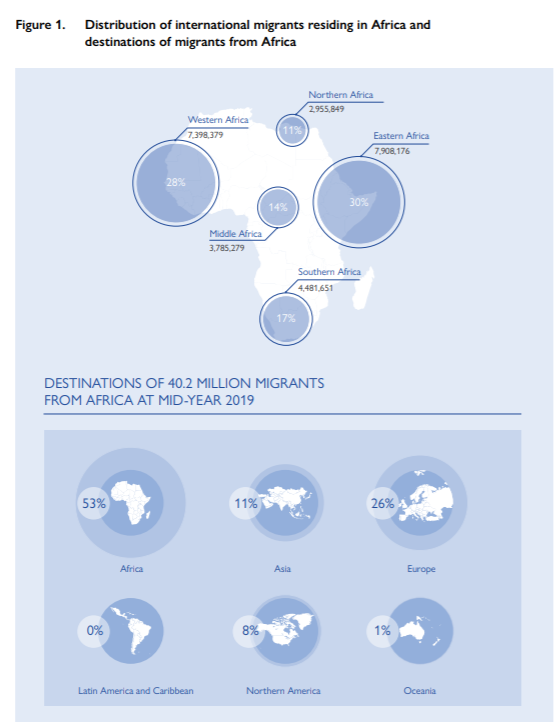 Figure 1. Distribution of international migrants residing in Africa and
destinations of migrants from Africa
Northern Africa
2,955,849
11%
Western Africa
7,398,379
28%
Eastern Africa
7,908,176
30%
14%
Middle Africa
3,785,279
Southern Africa
4,481,651
17%
DESTINATIONS OF 40.2 MILLION MIGRANTS
FROM AFRICA AT MID-YEAR 2019
53%
Africa
11%
Asia
26%
Europe
0%
Latin America and Caribbean
8%
Northern America
1%
Oceania